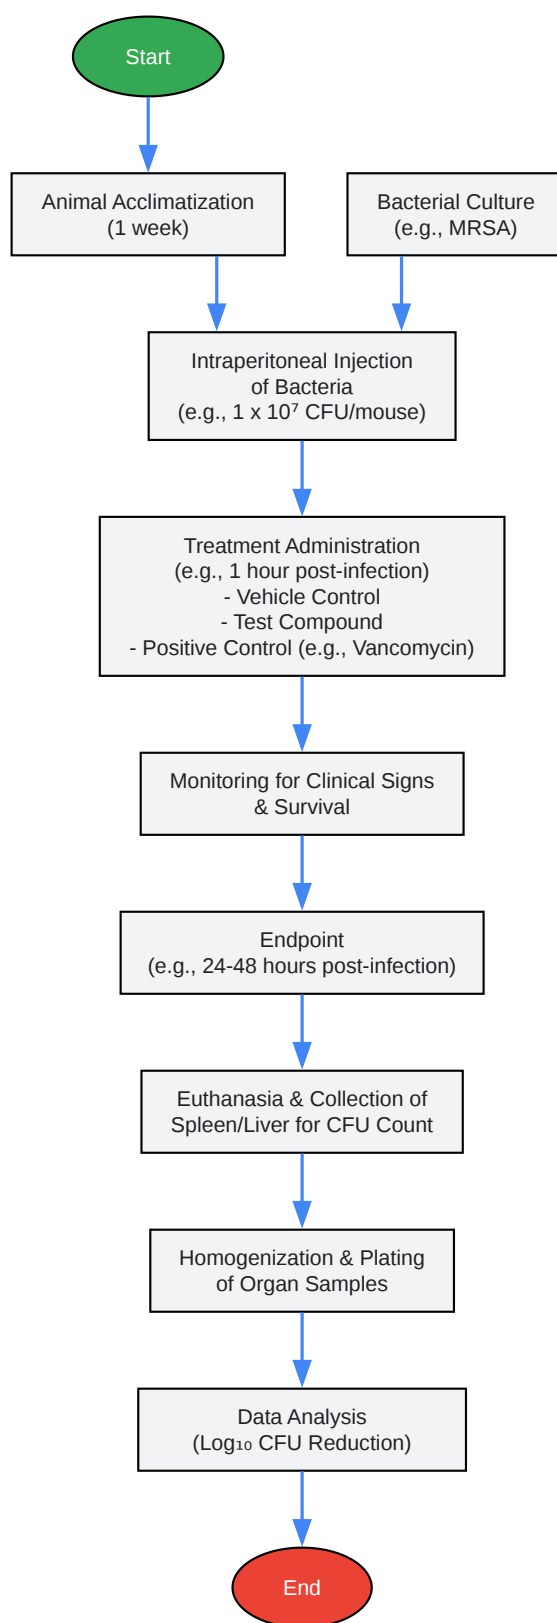 Start
Animal Acclimatization
(1 week)
Bacterial Culture
(e.g., MRSA)
Intraperitoneal Injection
of Bacteria
(e.g., 1 x 10⁷ CFU/mouse)
Treatment Administration
(e.g., 1 hour post-infection)
- Vehicle Control
- Test Compound
- Positive Control (e.g., Vancomycin)
Monitoring for Clinical Signs
& Survival
Endpoint
(e.g., 24-48 hours post-infection)
Euthanasia & Collection of
Spleen/Liver for CFU Count
Homogenization & Plating
of Organ Samples
Data Analysis
(Log₁₀ CFU Reduction)
End